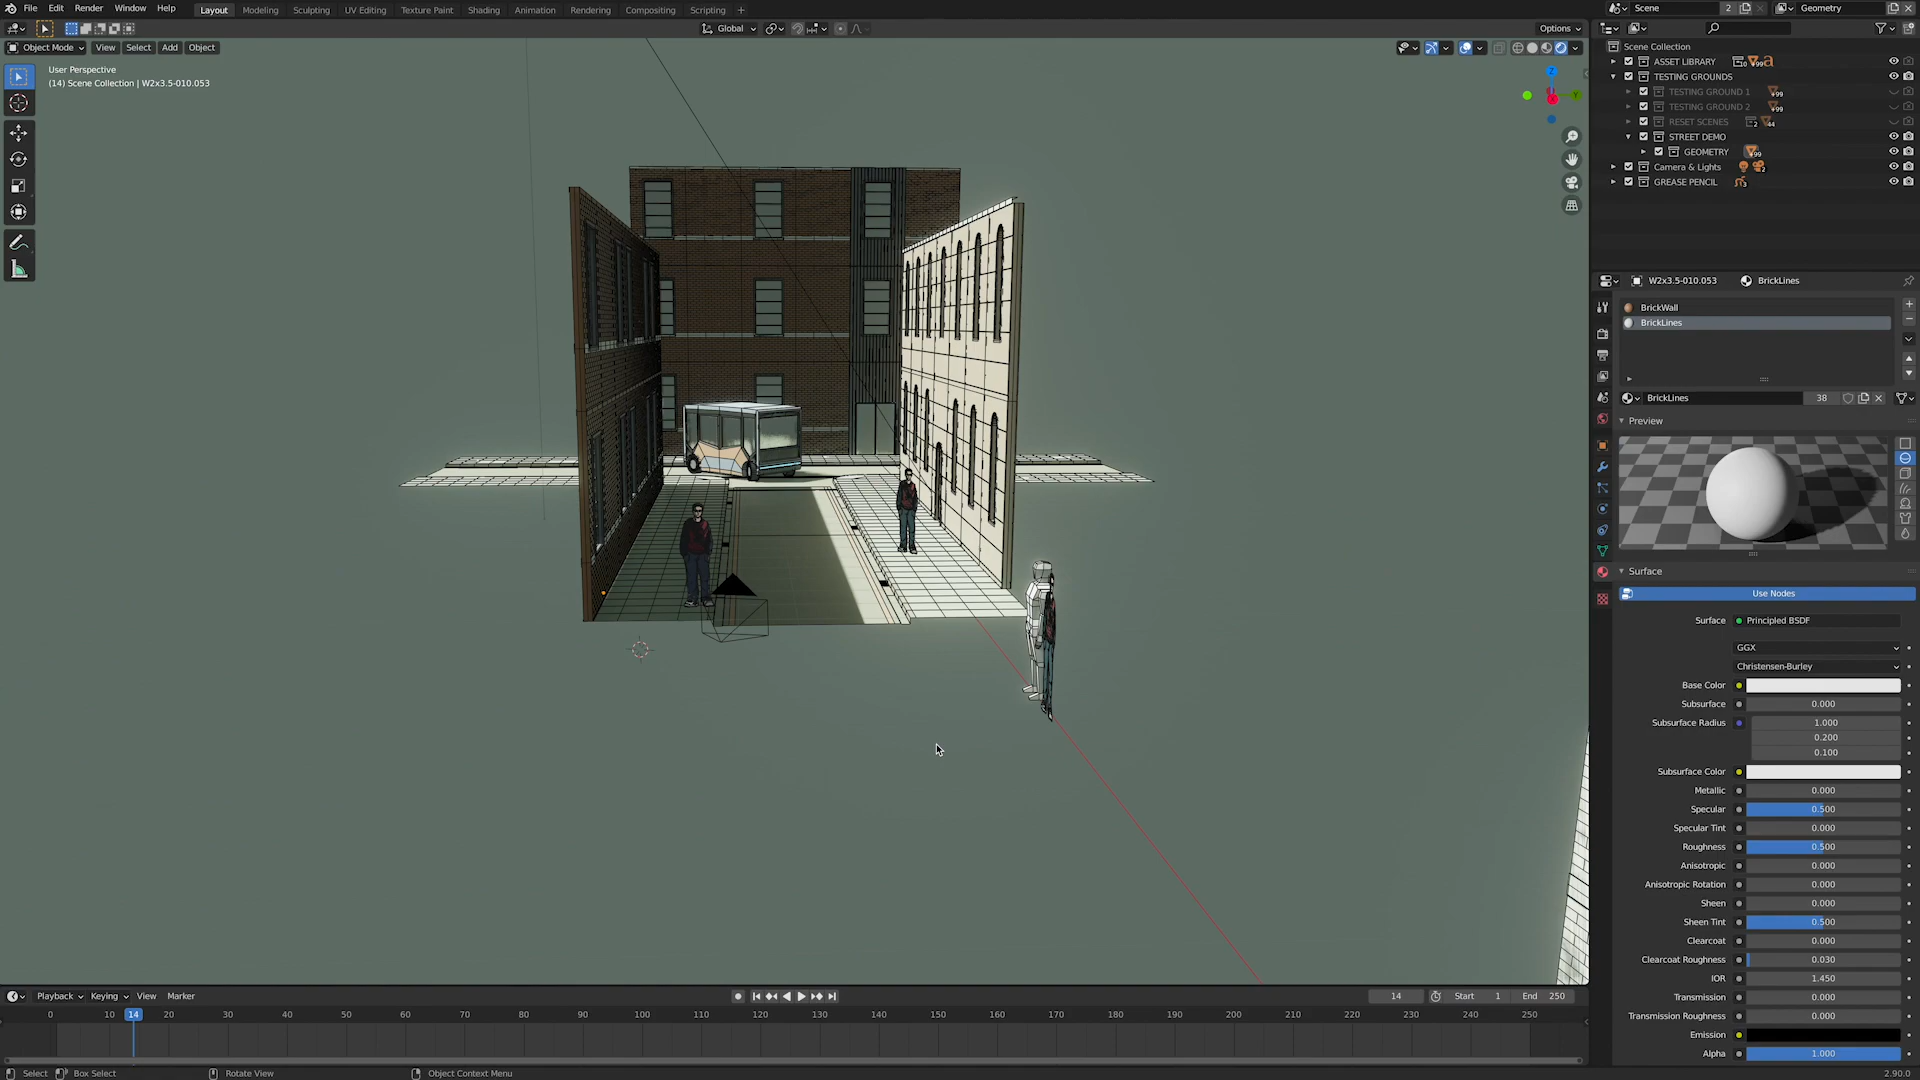 File Edit Render Window Help Layout Modeling Sculpting UV Editing Texture Paint Shading Animation Rendering Compositing Scripting + Scene 2 Geometry
Global Options
Object Mode View Select Add Object
User Perspective
(14) Scene Collection | W2x3.5-010.053
Z
X
Y
Scene Collection
ASSET LIBRARY
TESTING GROUNDS
TESTING GROUND 1
TESTING GROUND 2
RESET SCENES
STREET DEMO
GEOMETRY
Camera & Lights
GREASE PENCIL
W2x3.5-010.053 BrickLines
BrickWall
BrickLines
BrickLines 38
Preview
Surface
Use Nodes
Surface Principled BSDF
GGX
Christensen-Burley
Base Color
Subsurface 0.000
Subsurface Radius 1.000
0.200
0.100
Subsurface Color
Metallic 0.000
Specular 0.500
Specular Tint 0.000
Roughness 0.500
Anisotropic 0.000
Anisotropic Rotation 0.000
Sheen 0.000
Sheen Tint 0.500
Clearcoat 0.000
Clearcoat Roughness 0.030
IOR 1.450
Transmission 0.000
Transmission Roughness 0.000
Emission
Alpha 1.000
Playback Keying View Marker 14 Start 1 End 250
0 10 14 20 30 40 50 60 70 80 90 100 110 120 130 140 150 160 170 180 190 200 210 220 230 240 250
Select Box Select Rotate View Object Context Menu 2.90.0